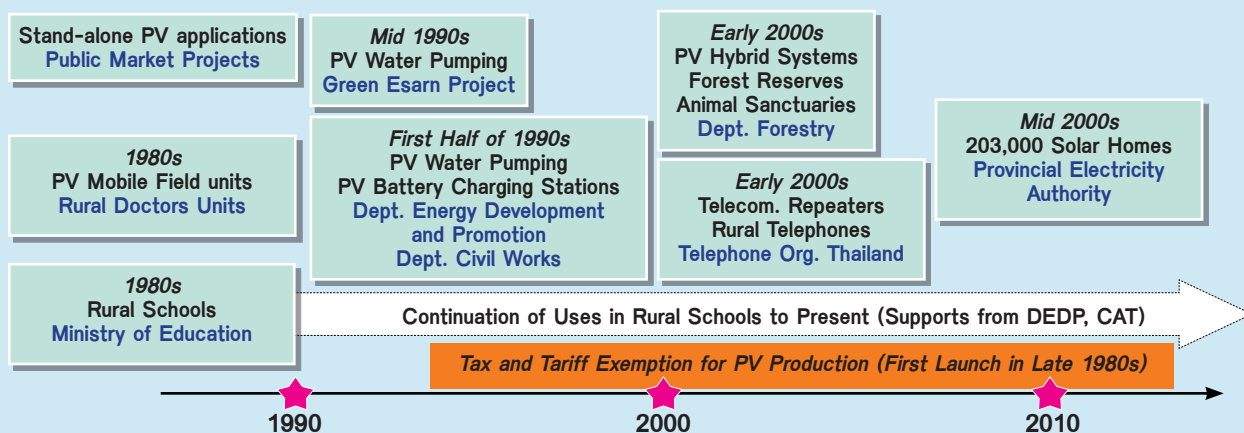 Stand-alone PV applications
Public Market Projects
1980s
PV Mobile Field units
Rural Doctors Units
1980s
Rural Schools
Ministry of Education
Mid 1990s
PV Water Pumping
Green Esarn Project
First Half of 1990s
PV Water Pumping
PV Battery Charging Stations
Dept. Energy Development
and Promotion
Dept. Civil Works
Early 2000s
PV Hybrid Systems
Forest Reserves
Animal Sanctuaries
Dept. Forestry
Early 2000s
Telecom. Repeaters
Rural Telephones
Telephone Org. Thailand
Mid 2000s
203,000 Solar Homes
Provincial Electricity
Authority
Continuation of Uses in Rural Schools to Present (Supports from DEDP, CAT)
Tax and Tariff Exemption for PV Production (First Launch in Late 1980s)
1990
2000
2010